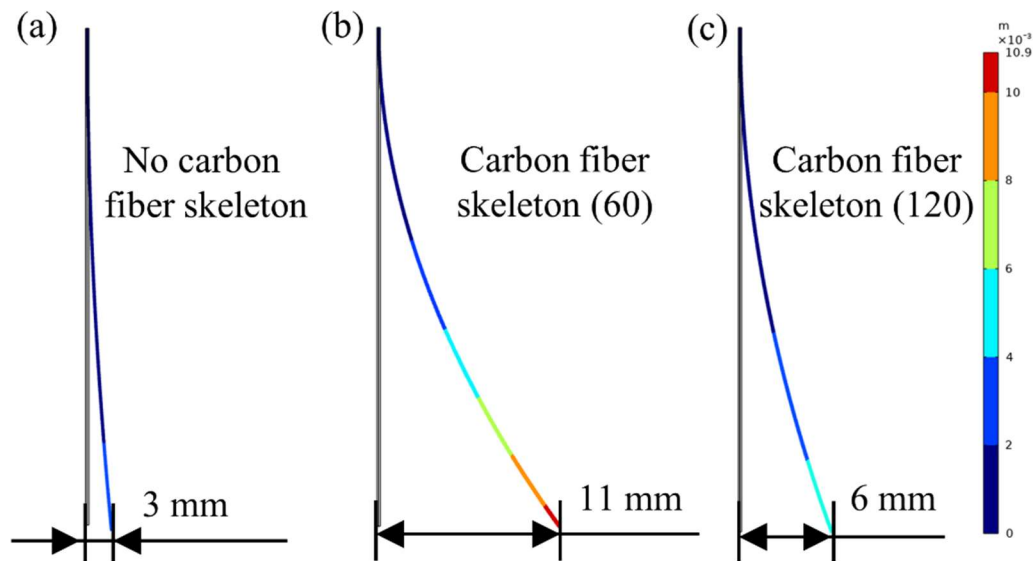 (a)
No carbon
fiber skeleton
3 mm
(b)
Carbon fiber
skeleton (60)
11 mm
(c)
Carbon fiber
skeleton (120)
6 mm
m
×10⁻³
10.9
10
8
6
4
2
0